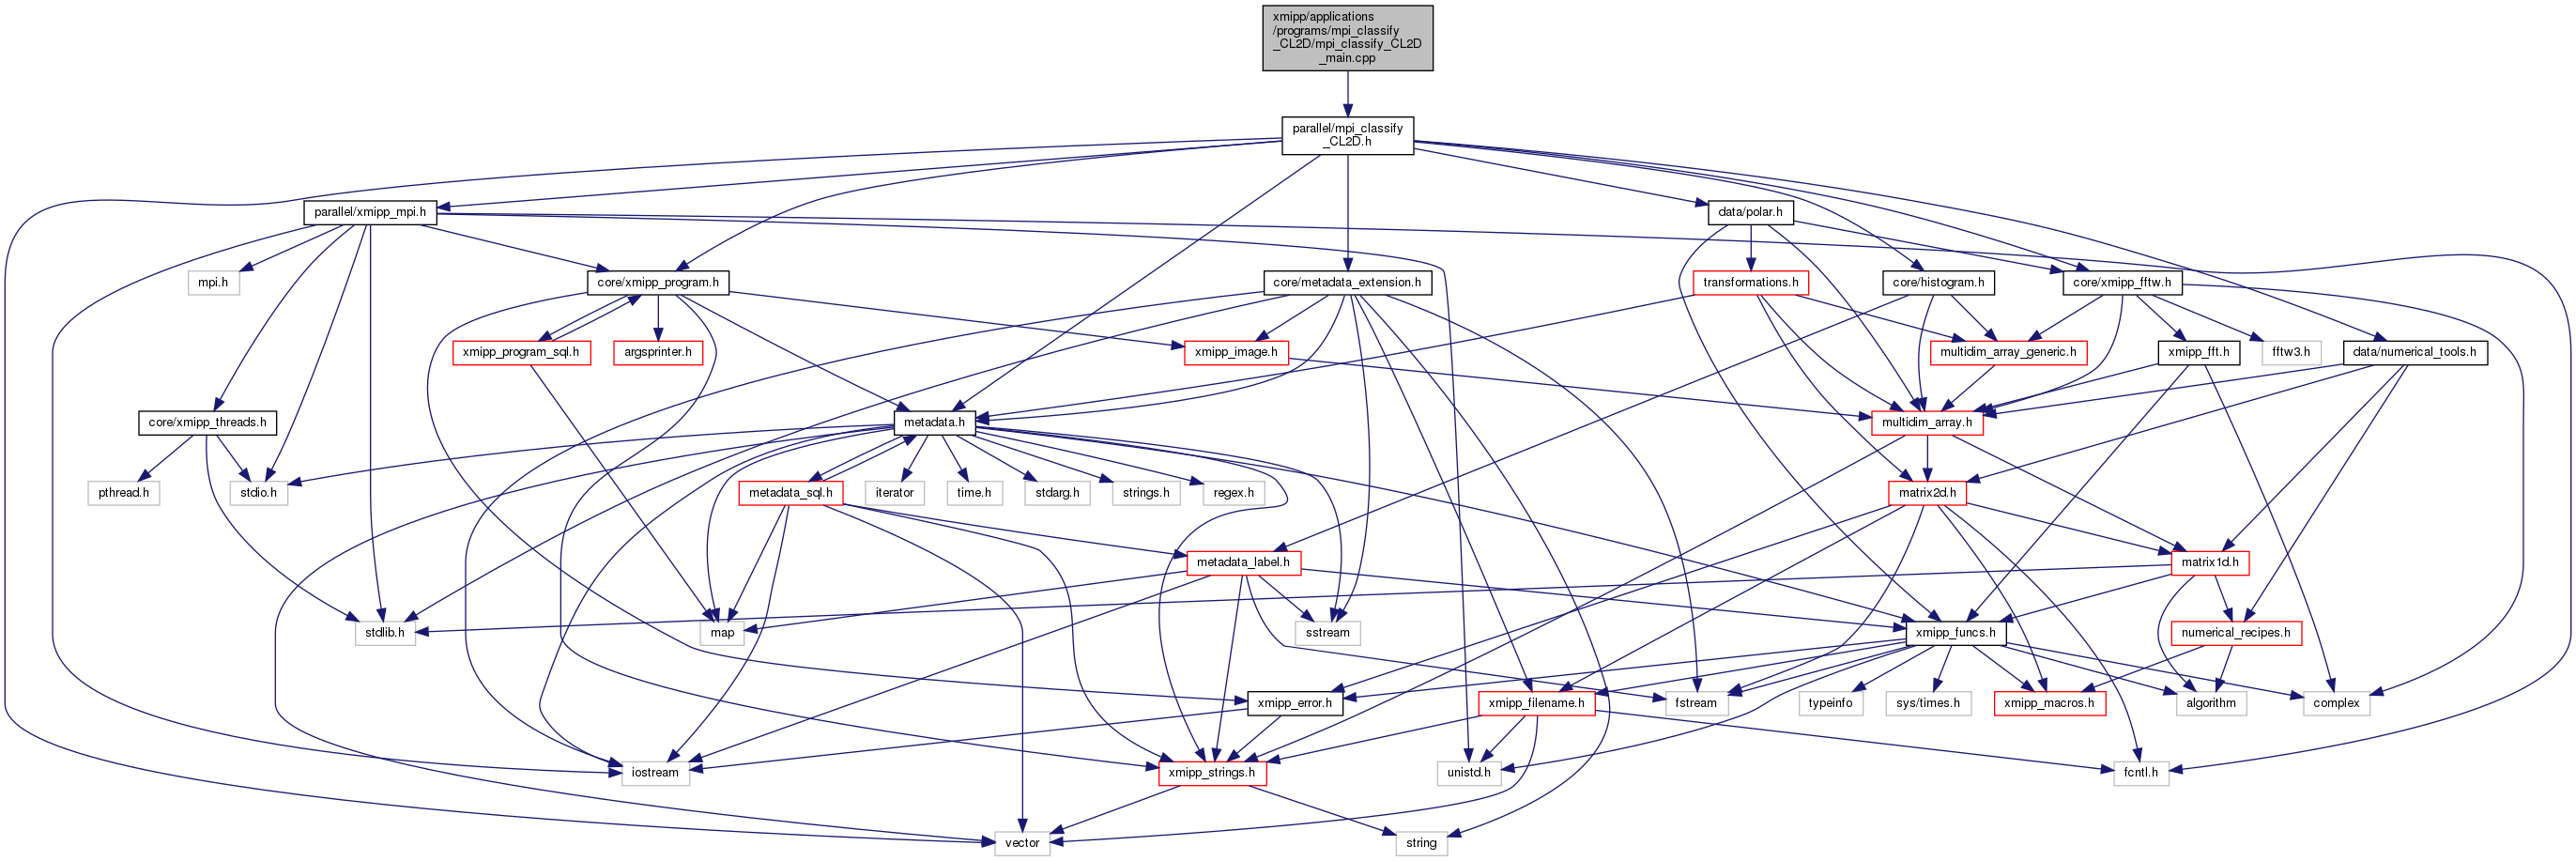 xmipp/applications
/programs/mpi_classify
_CL2D/mpi_classify_CL2D
_main.cpp
parallel/mpi_classify
_CL2D.h
parallel/xmipp_mpi.h
data/polar.h
mpi.h
core/xmipp_program.h
core/metadata_extension.h
transformations.h
core/histogram.h
core/xmipp_fftw.h
xmipp_program_sql.h
argsprinter.h
xmipp_image.h
multidim_array_generic.h
xmipp_fft.h
fftw3.h
data/numerical_tools.h
core/xmipp_threads.h
metadata.h
multidim_array.h
pthread.h
stdio.h
metadata_sql.h
iterator
time.h
stdarg.h
strings.h
regex.h
matrix2d.h
metadata_label.h
matrix1d.h
stdlib.h
map
sstream
xmipp_funcs.h
numerical_recipes.h
xmipp_error.h
xmipp_filename.h
fstream
typeinfo
sys/times.h
xmipp_macros.h
algorithm
complex
iostream
xmipp_strings.h
unistd.h
fcntl.h
vector
string